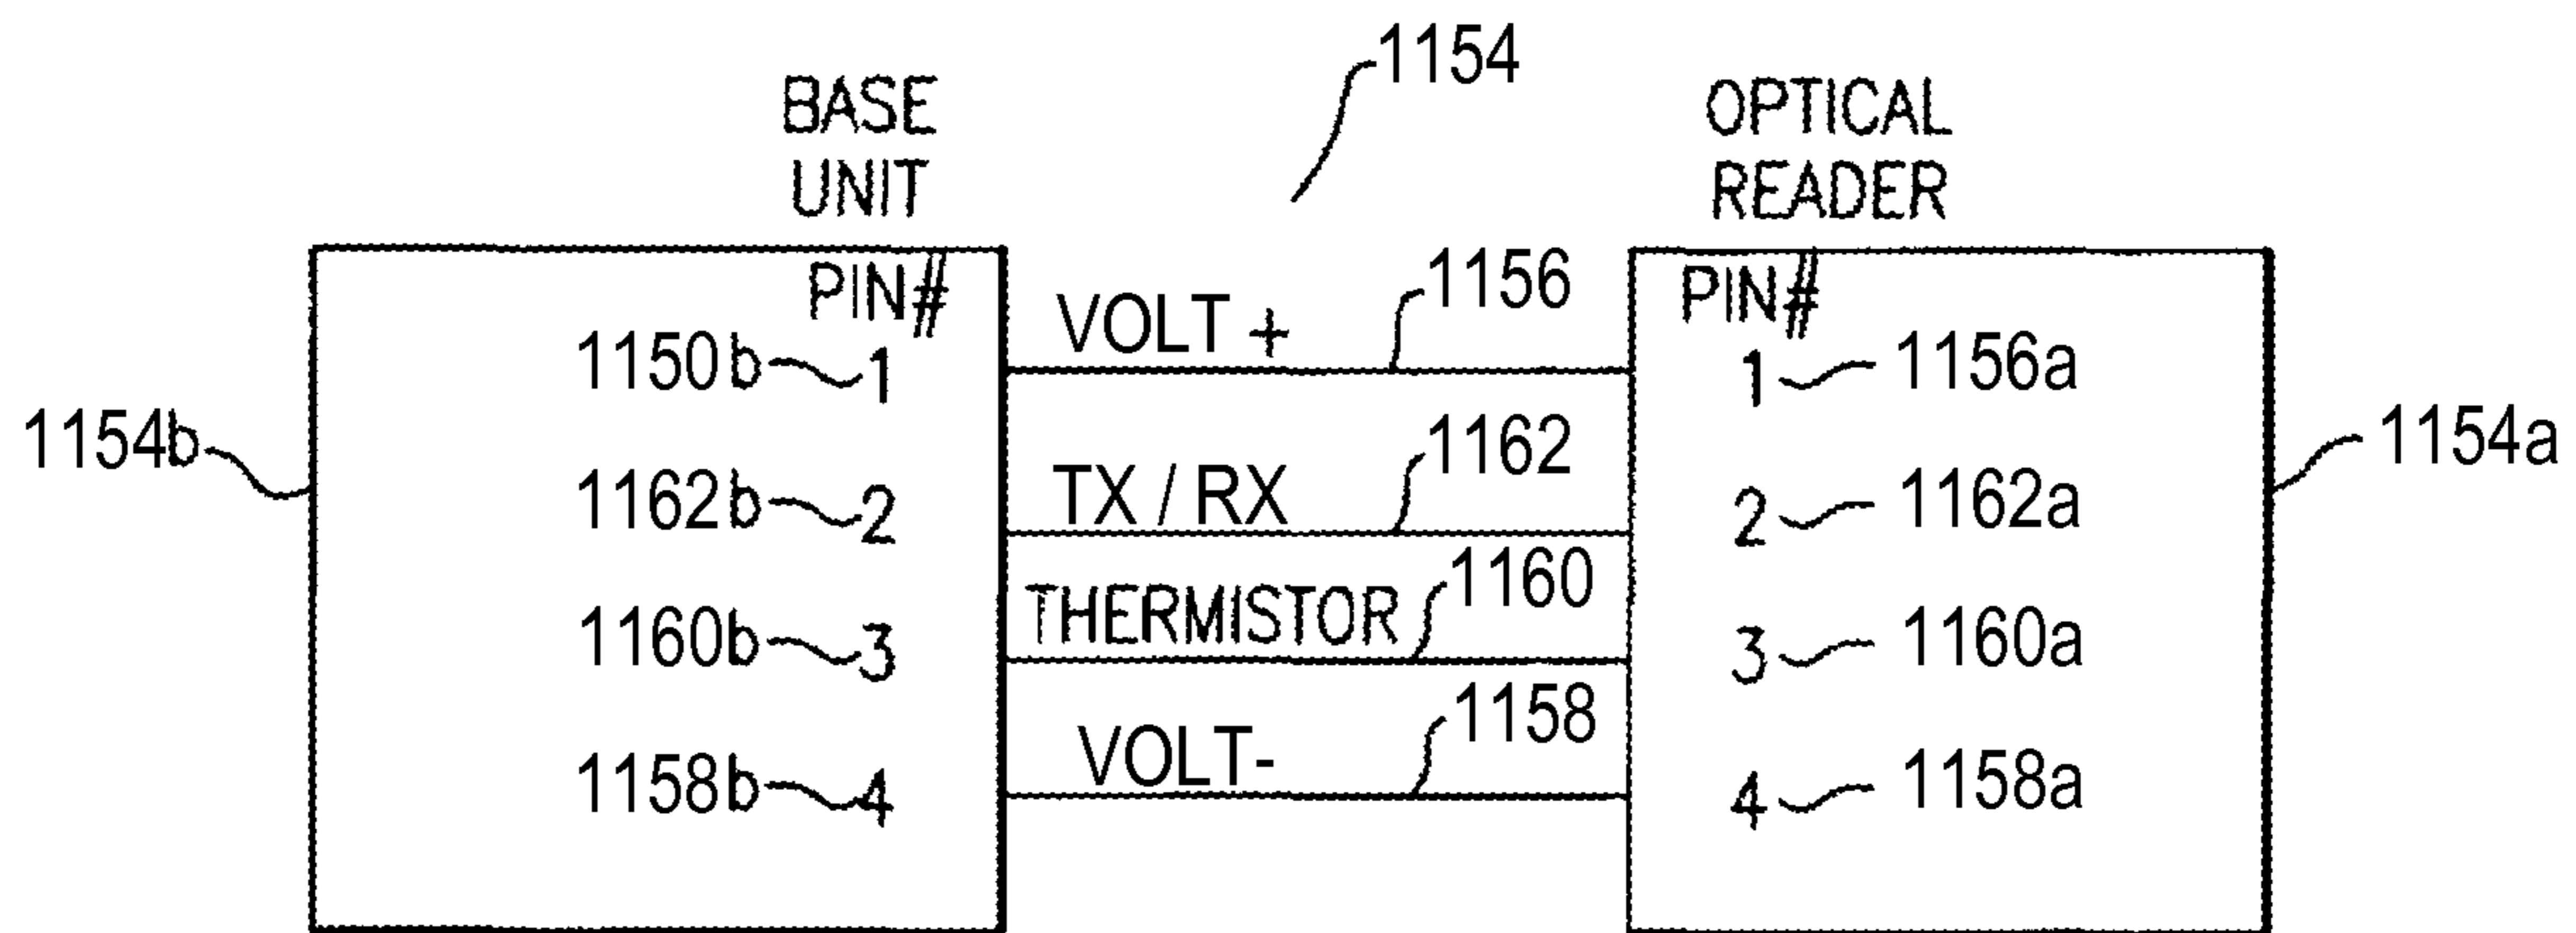 1154
BASE
UNIT
OPTICAL
READER
PIN#
PIN#
VOLT +
1156
1150b
1
1
1156a
1154b
1154a
TX / RX
1162
1162b
2
2
1162a
THERMISTOR
1160
1160b
3
3
1160a
VOLT-
1158
1158b
4
4
1158a